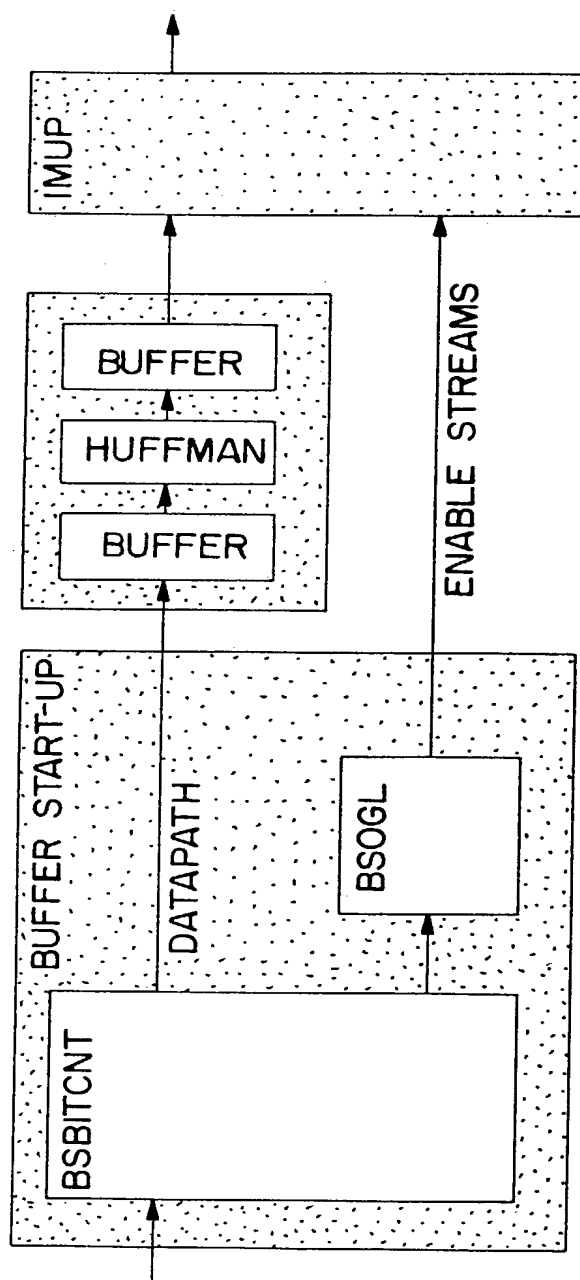 BUFFER START-UP
BSBITCNT
DATAPATH
BSOGL
BUFFER
HUFFMAN
BUFFER
ENABLE STREAMS
IMUP